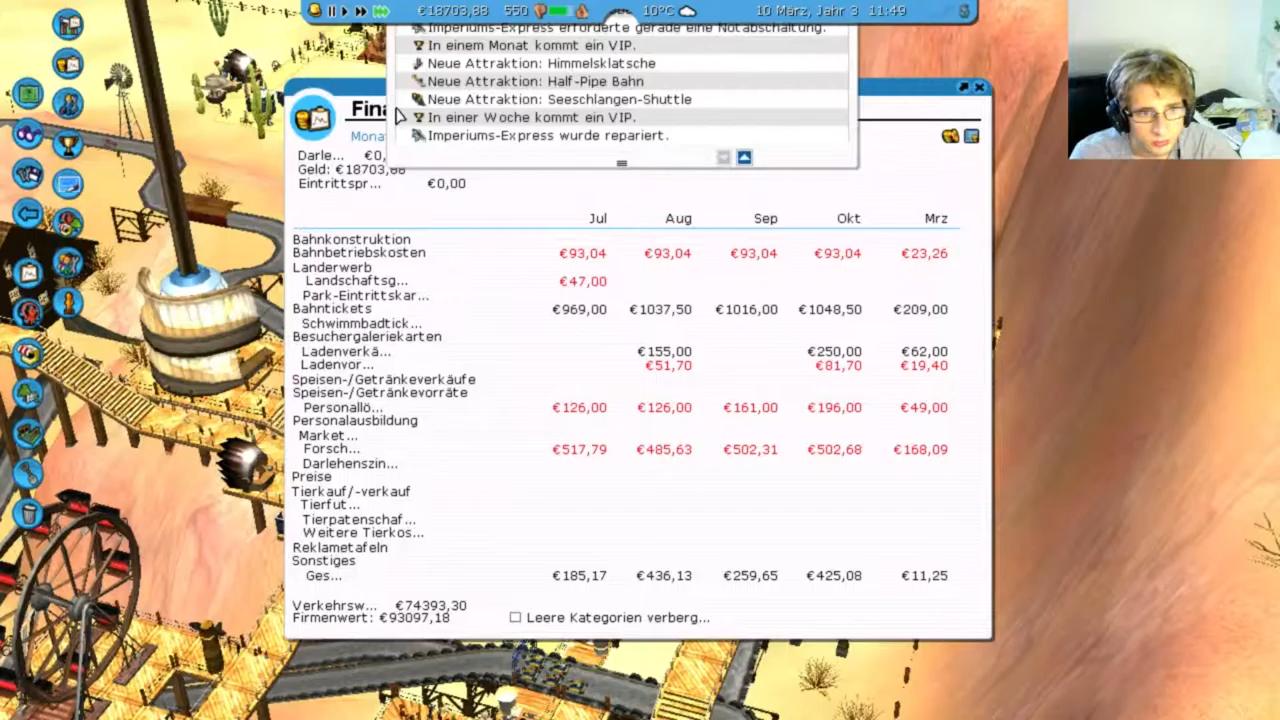 €18703,88 550 10°C 10 März, Jahr 3 11:49
Imperiums-Express erforderte gerade eine Notabschaltung.
In einem Monat kommt ein VIP.
Neue Attraktion: Himmelsklatsche
Neue Attraktion: Half-Pipe Bahn
Neue Attraktion: Seeschlangen-Shuttle
In einer Woche kommt ein VIP.
Imperiums-Express wurde repariert.
Fina
Mona
Darle... €0,
Geld: €18703,88
Eintrittspr... €0,00
Jul Aug Sep Okt Mrz
Bahnkonstruktion
Bahnbetriebskosten €93,04 €93,04 €93,04 €93,04 €23,26
Landerwerb
Landschaftsg... €47,00
Park-Eintrittskar...
Bahntickets €969,00 €1037,50 €1016,00 €1048,50 €209,00
Schwimmbadtick...
Besuchergaleriekarten
Ladenverkä... €155,00 €250,00 €62,00
Ladenvor... €51,70 €81,70 €19,40
Speisen-/Getränkeverkäufe
Speisen-/Getränkevorräte
Personallö... €126,00 €126,00 €161,00 €196,00 €49,00
Personalausbildung
Market...
Forsch... €517,79 €485,63 €502,31 €502,68 €168,09
Darlehenszin...
Preise
Tierkauf/-verkauf
Tierfut...
Tierpatenschaf...
Weitere Tierkos...
Reklametafeln
Sonstiges
Ges... €185,17 €436,13 €259,65 €425,08 €11,25
Verkehrsw... €74393,30
Firmenwert: €93097,18
Leere Kategorien verberg...